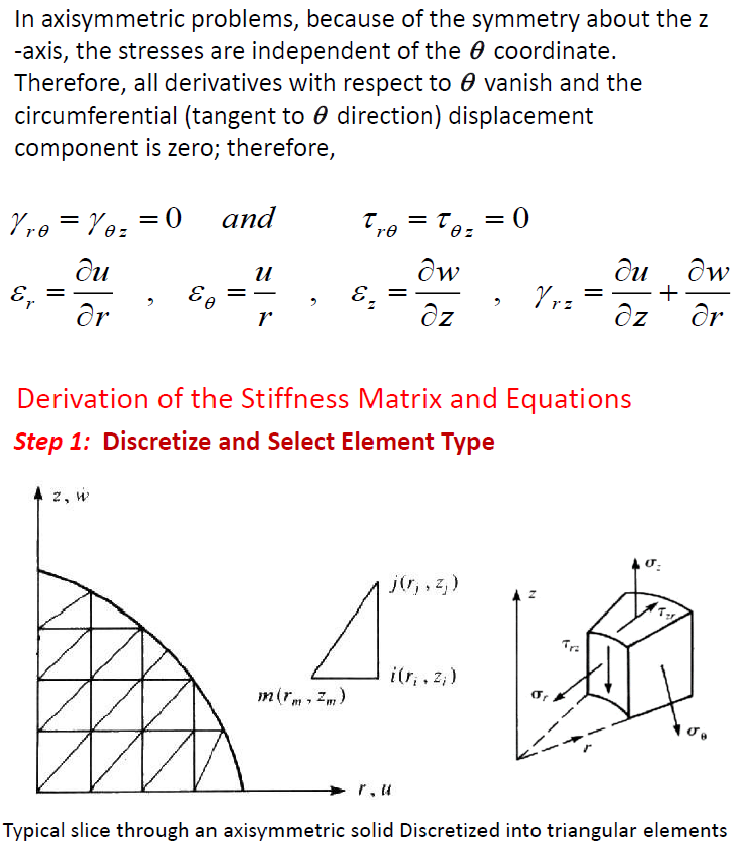 In axisymmetric problems, because of the symmetry about the z
-axis, the stresses are independent of the θ coordinate.
Therefore, all derivatives with respect to θ vanish and the
circumferential (tangent to θ direction) displacement
component is zero; therefore,
γ_rθ = γ_θz = 0 and τ_rθ = τ_θz = 0
ε_r = ∂u/∂r , ε_θ = u/r , ε_z = ∂w/∂z , γ_rz = ∂u/∂z + ∂w/∂r
Derivation of the Stiffness Matrix and Equations
Step 1: Discretize and Select Element Type
z, w
j(r_j, z_j)
i(r_i, z_i)
m(r_m, z_m)
r, u
z
σ_z
τ_zr
τ_rz
σ_r
r
σ_θ
Typical slice through an axisymmetric solid Discretized into triangular elements